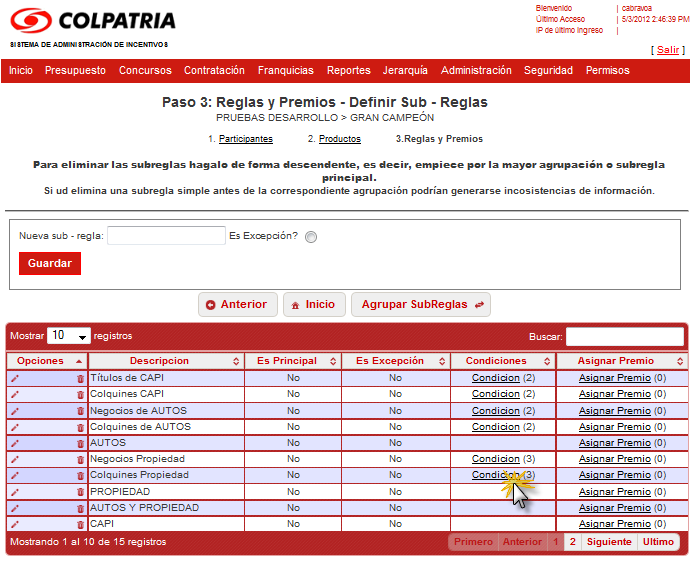 COLPATRIA
SISTEMA DE ADMINISTRACIÓN DE INCENTIVOS
Bienvenido | cabravoa
Último Acceso | 5/3/2012 2:46:39 PM
IP de último Ingreso |
[ Salir ]
Inicio Presupuesto Concursos Contratación Franquicias Reportes Jerarquía Administración Seguridad Permisos
Paso 3: Reglas y Premios - Definir Sub - Reglas
PRUEBAS DESARROLLO > GRAN CAMPEÓN
1. Participantes 2. Productos 3.Reglas y Premios
Para eliminar las subreglas hagalo de forma descendente, es decir, empiece por la mayor agrupación o subregla
principal.
Si ud elimina una subregla simple antes de la correspondiente agrupación podrían generarse incosistencias de información.
Nueva sub - regla: Es Excepción?
Guardar
Anterior Inicio Agrupar SubReglas
Mostrar 10 registros Buscar:
Opciones Descripcion Es Principal Es Excepción Condiciones Asignar Premio
Títulos de CAPI No No Condicion (2) Asignar Premio (0)
Colquines CAPI No No Condicion (2) Asignar Premio (0)
Negocios de AUTOS No No Condicion (2) Asignar Premio (0)
Colquines de AUTOS No No Condicion (2) Asignar Premio (0)
AUTOS No No Asignar Premio (0)
Negocios Propiedad No No Condicion (3) Asignar Premio (0)
Colquines Propiedad No No Condicion (3) Asignar Premio (0)
PROPIEDAD No No Asignar Premio (0)
AUTOS Y PROPIEDAD No No Asignar Premio (0)
CAPI No No Asignar Premio (0)
Mostrando 1 al 10 de 15 registros Primero Anterior 1 2 Siguiente Ultimo